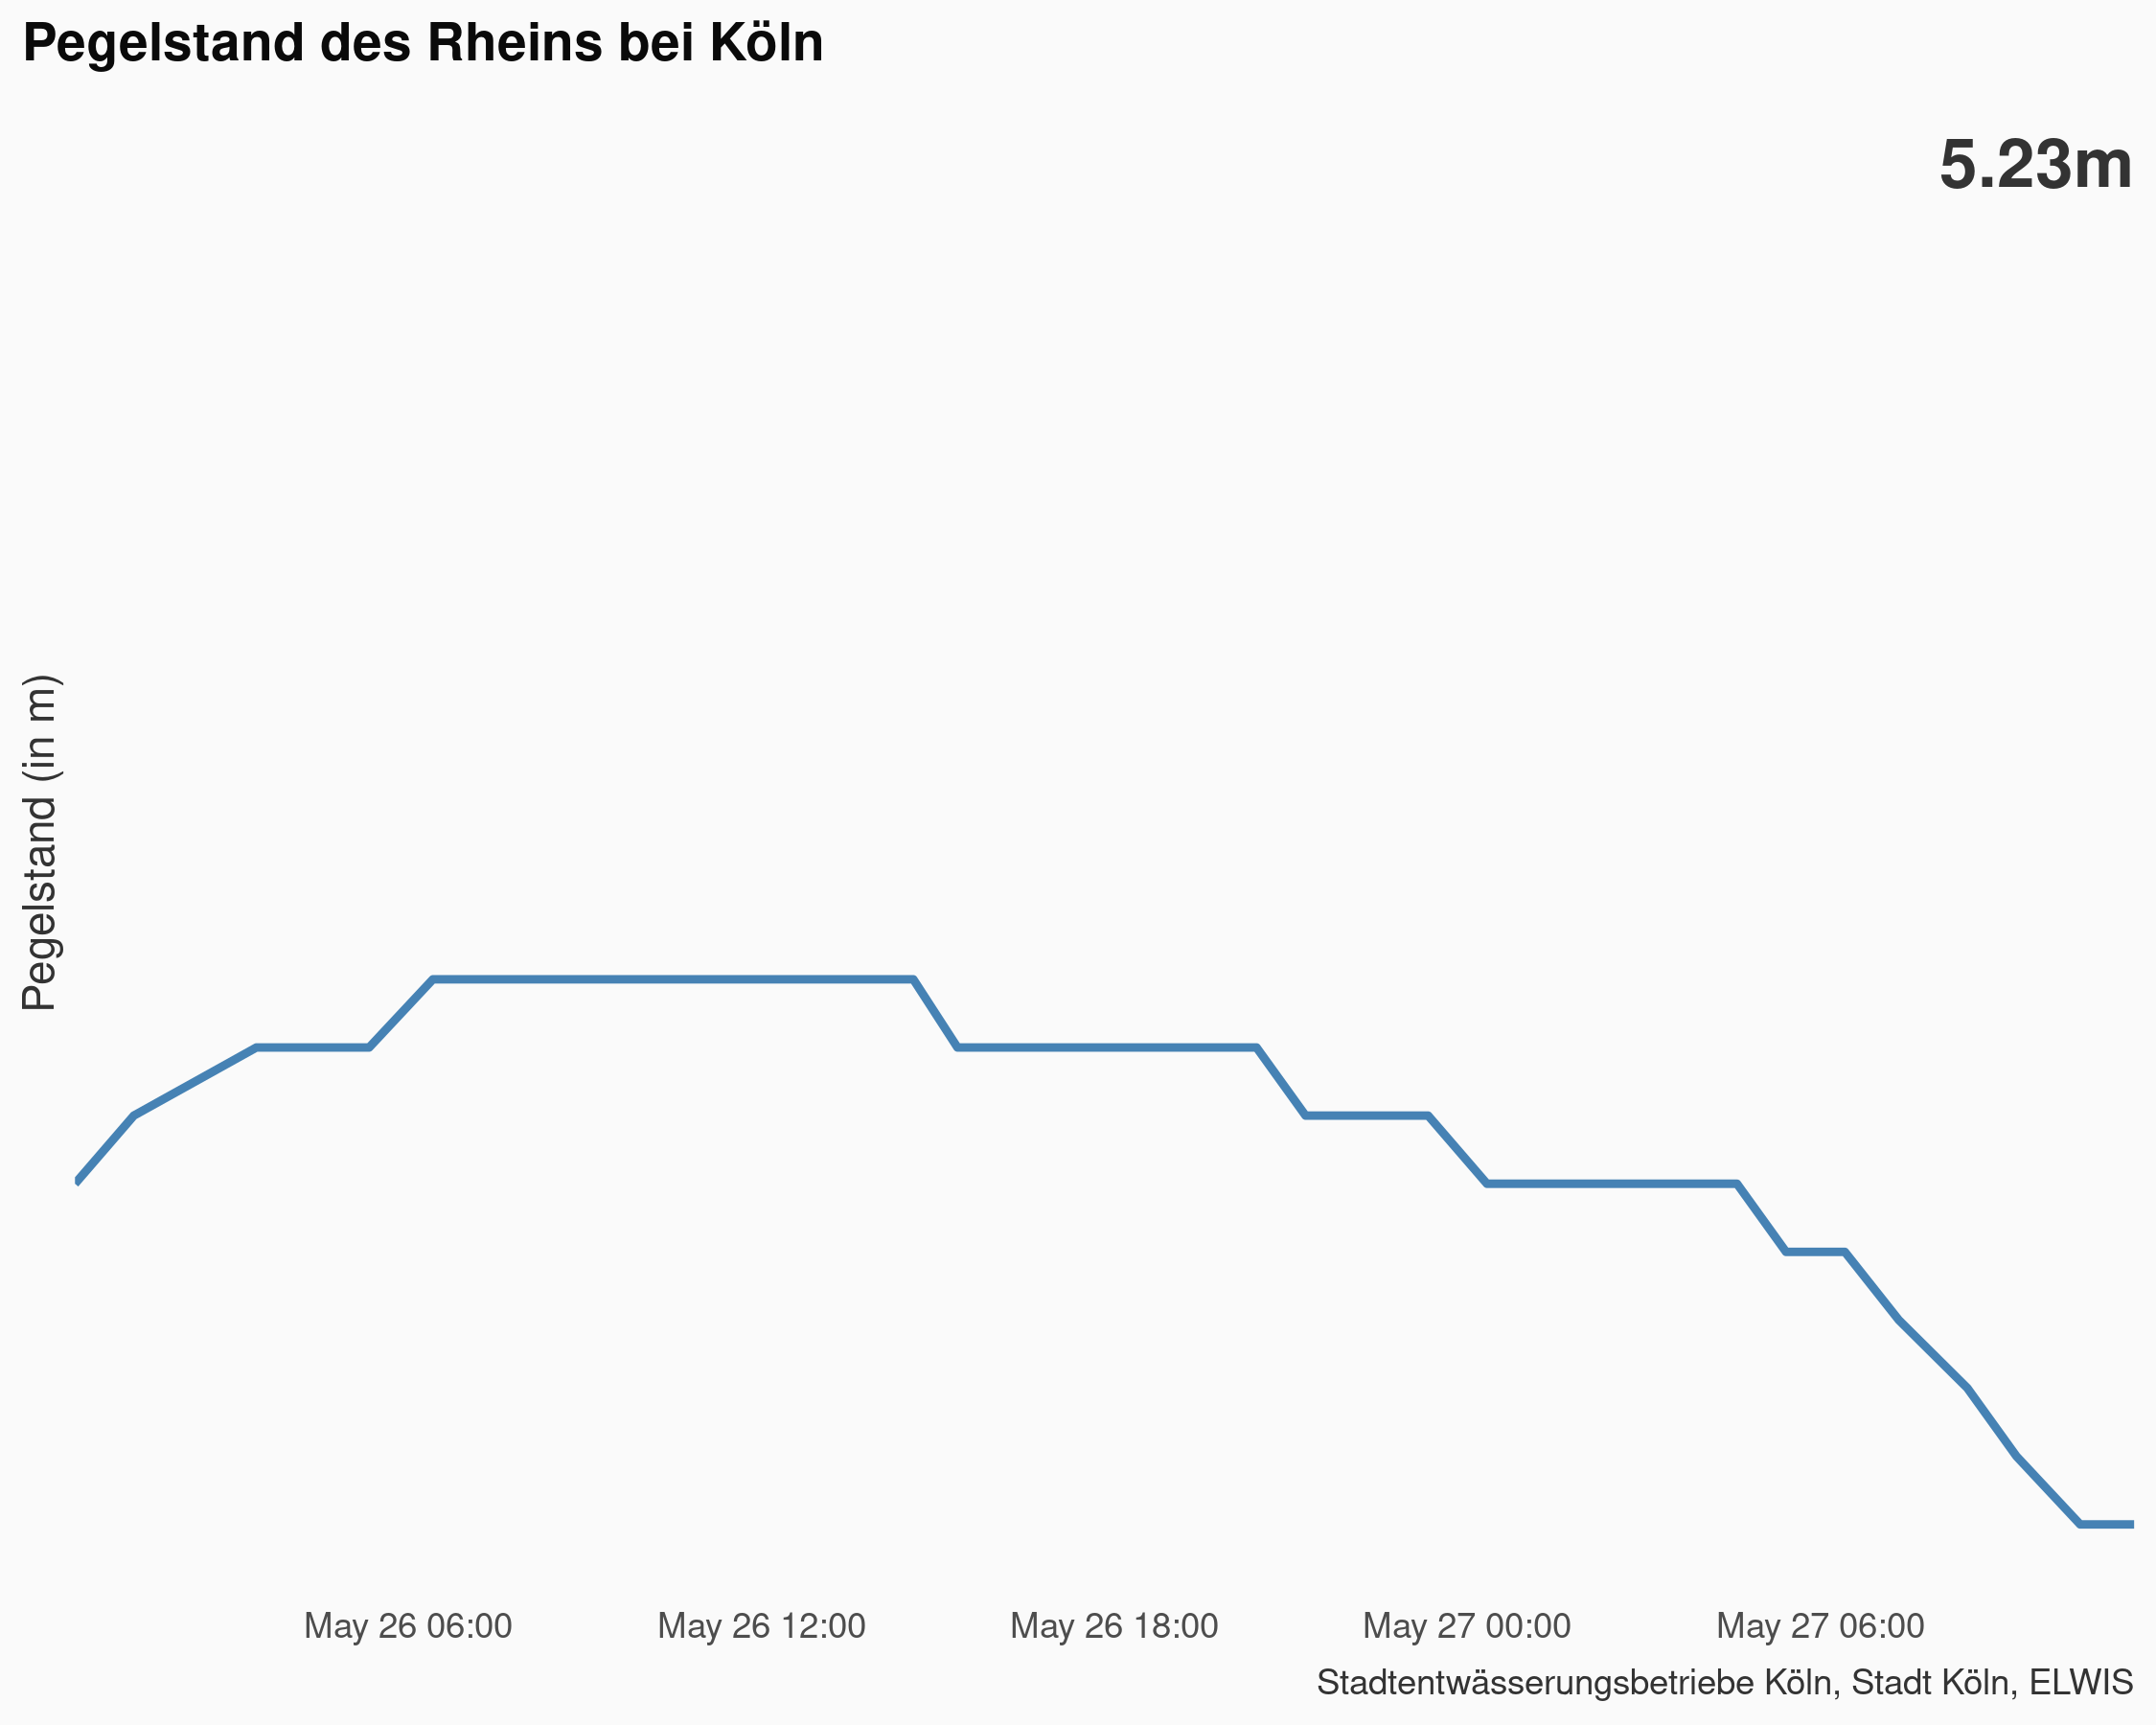 Pegelstand des Rheins bei Köln
5.23m
Pegelstand (in m)
May 26 06:00 May 26 12:00 May 26 18:00 May 27 00:00 May 27 06:00
Stadtentwässerungsbetriebe Köln, Stadt Köln, ELWIS